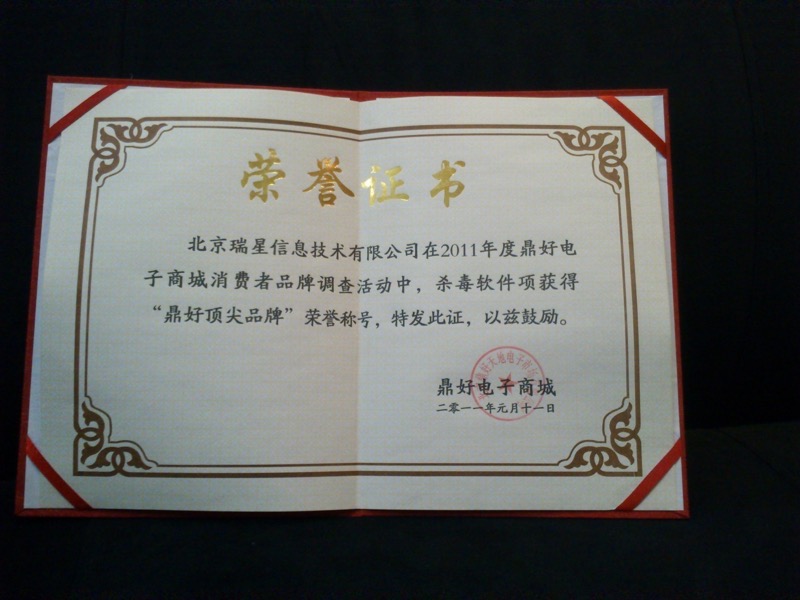 荣誉证书
北京瑞星信息技术有限公司在2011年度鼎好电
子商城消费者品牌调查活动中，杀毒软件项获得
“鼎好顶尖品牌”荣誉称号，特发此证，以兹鼓励。
鼎好电子商城
二零一一年元月十一日